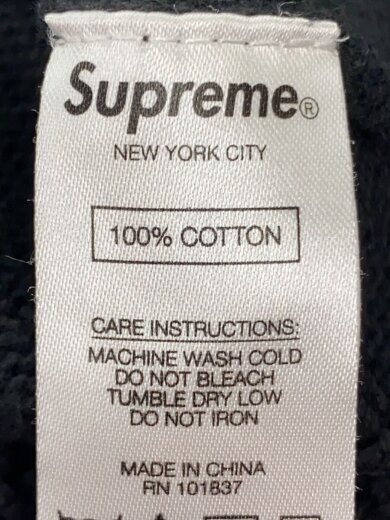 Supreme®
NEW YORK CITY
100% COTTON
CARE INSTRUCTIONS:
MACHINE WASH COLD
DO NOT BLEACH
TUMBLE DRY LOW
DO NOT IRON
MADE IN CHINA
RN 101837